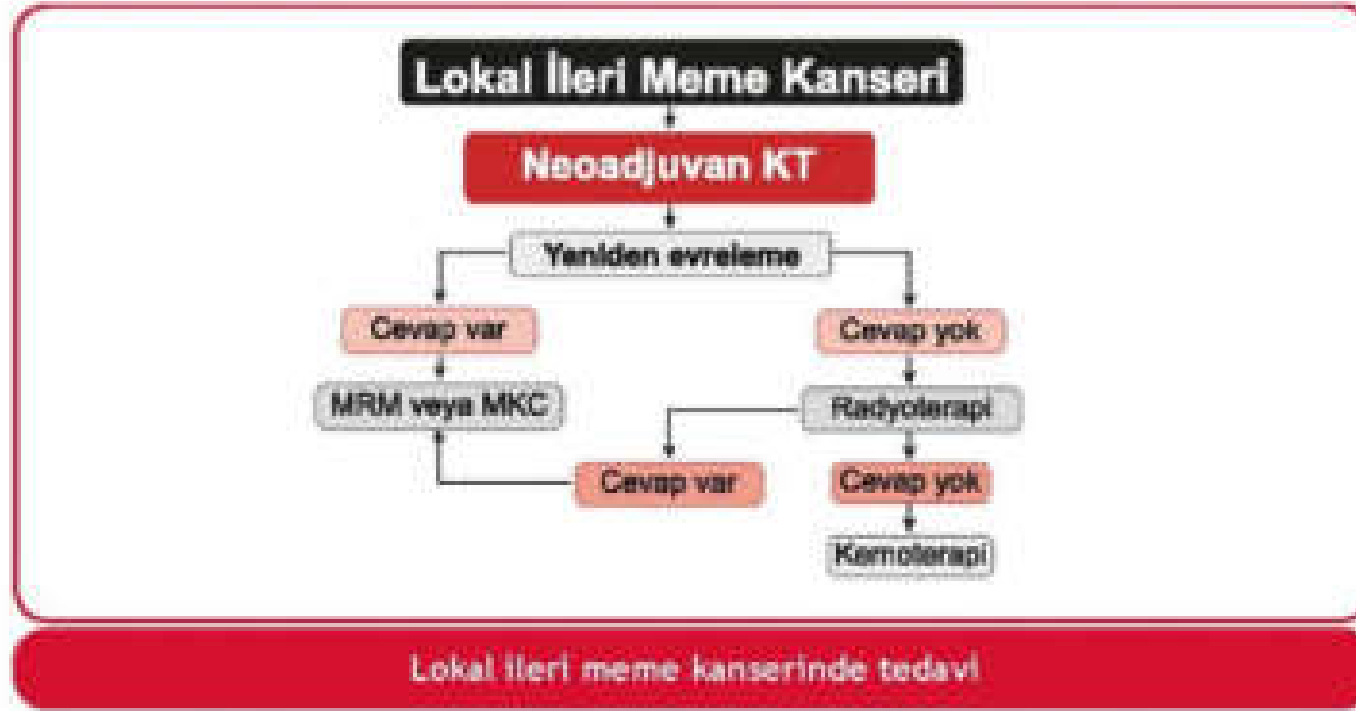 Lokal İleri Meme Kanseri
Neoadjuvan KT
Yeniden evreleme
Cevap var
Cevap yok
MRM veya MKC
Radyoterapi
Cevap var
Cevap yok
Kemoterapi
Lokal ileri meme kanserinde tedavi